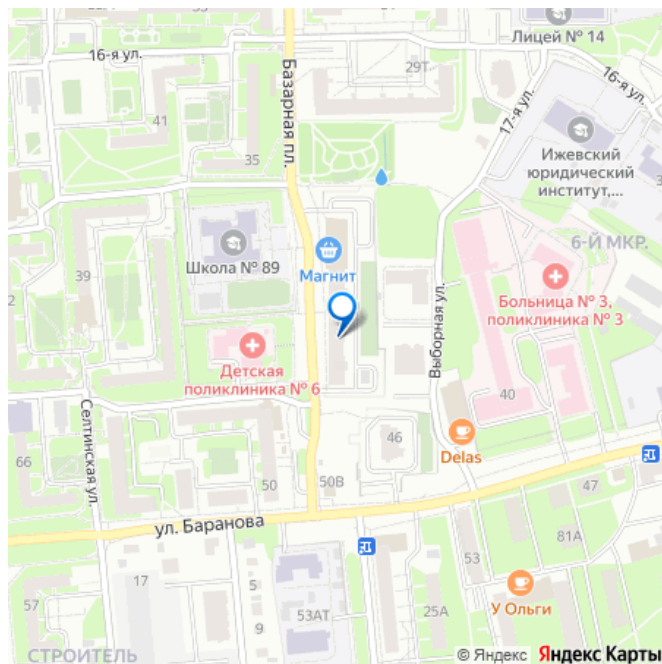 Лицей № 14
16-я ул.
29Т
16-я ул.
Базарная пл.
17-я ул.
41
35
Ижевский
юридический
институт,...
3
6-Й МКР.
Школа № 89
Магнит
39
Больница № 3,
поликлиника № 3
2
Выборная ул.
Детская
поликлиника № 6
40
Селтинская ул.
46
Delas
66
50
50В
47
ул. Баранова
81А
53
17
5
У Ольги
57
53АТ
25А
9
СТРОИТЕЛЬ
© Яндекс Яндекс Карты